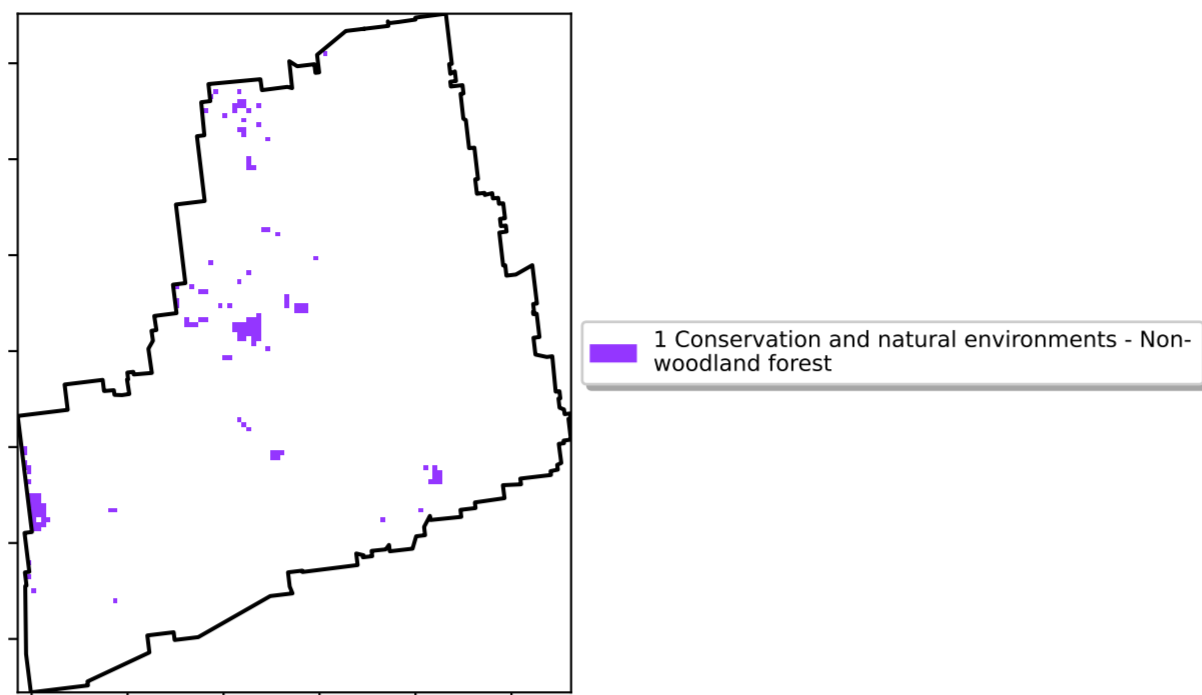 1 Conservation and natural environments - Non-
woodland forest